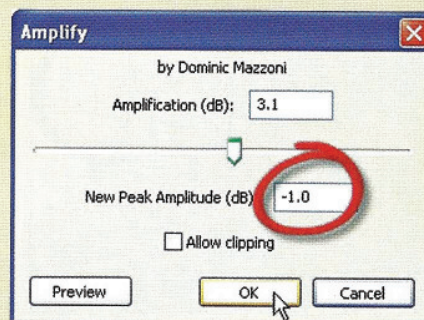 Amplify
by Dominic Mazzoni
Amplification (dB): 3.1
New Peak Amplitude (dB) -1.0
Allow clipping
Preview OK Cancel